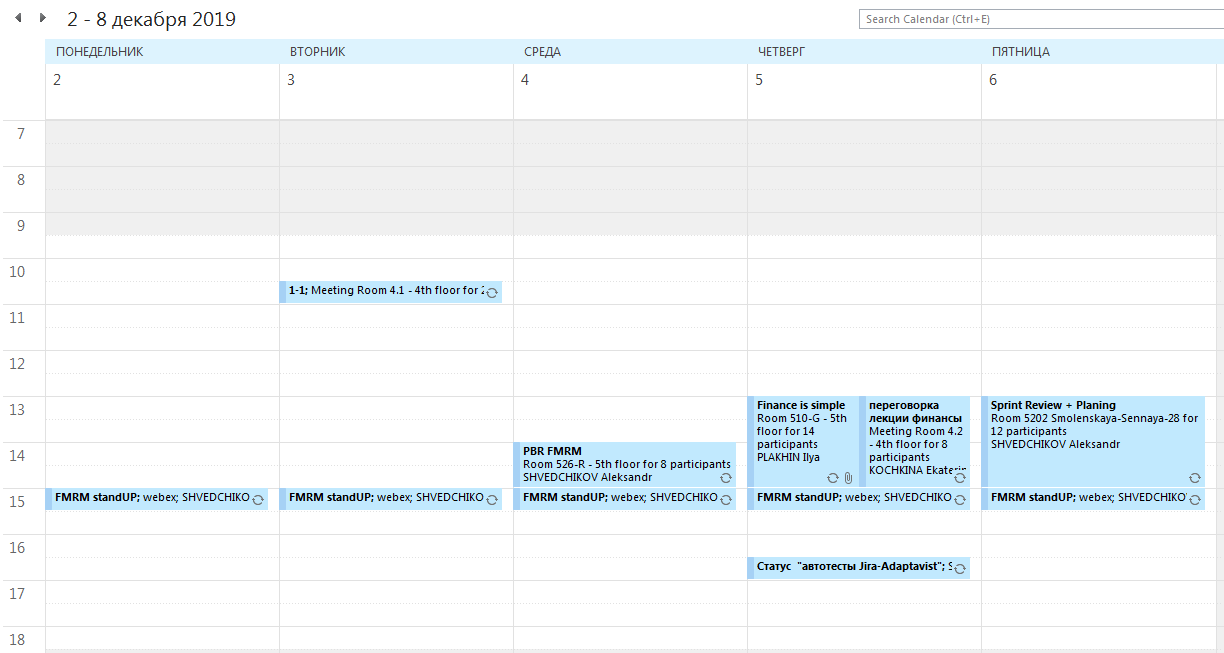 2 - 8 декабря 2019
Search Calendar (Ctrl+E)
ПОНЕДЕЛЬНИК
ВТОРНИК
СРЕДА
ЧЕТВЕРГ
ПЯТНИЦА
2
3
4
5
6
7
8
9
10
1-1; Meeting Room 4.1 - 4th floor for
11
12
13
Finance is simple
Room 510-G - 5th
floor for 14
participants
PLAKHIN Ilya
переговорка
лекции финансы
Meeting Room 4.2
- 4th floor for 8
participants
KOCHKINA Ekaterin
Sprint Review + Planing
Room 5202 Smolenskaya-Sennaya-28 for
12 participants
SHVEDCHIKOV Aleksandr
14
PBR FMRM
Room 526-R - 5th floor for 8 participants
SHVEDCHIKOV Aleksandr
15
FMRM standUP; webex; SHVEDCHIKO
FMRM standUP; webex; SHVEDCHIKO
FMRM standUP; webex; SHVEDCHIKO
FMRM standUP; webex; SHVEDCHIKO
FMRM standUP; webex; SHVEDCHIKO
16
Статус "автотесты Jira-Adaptavist"; S
17
18